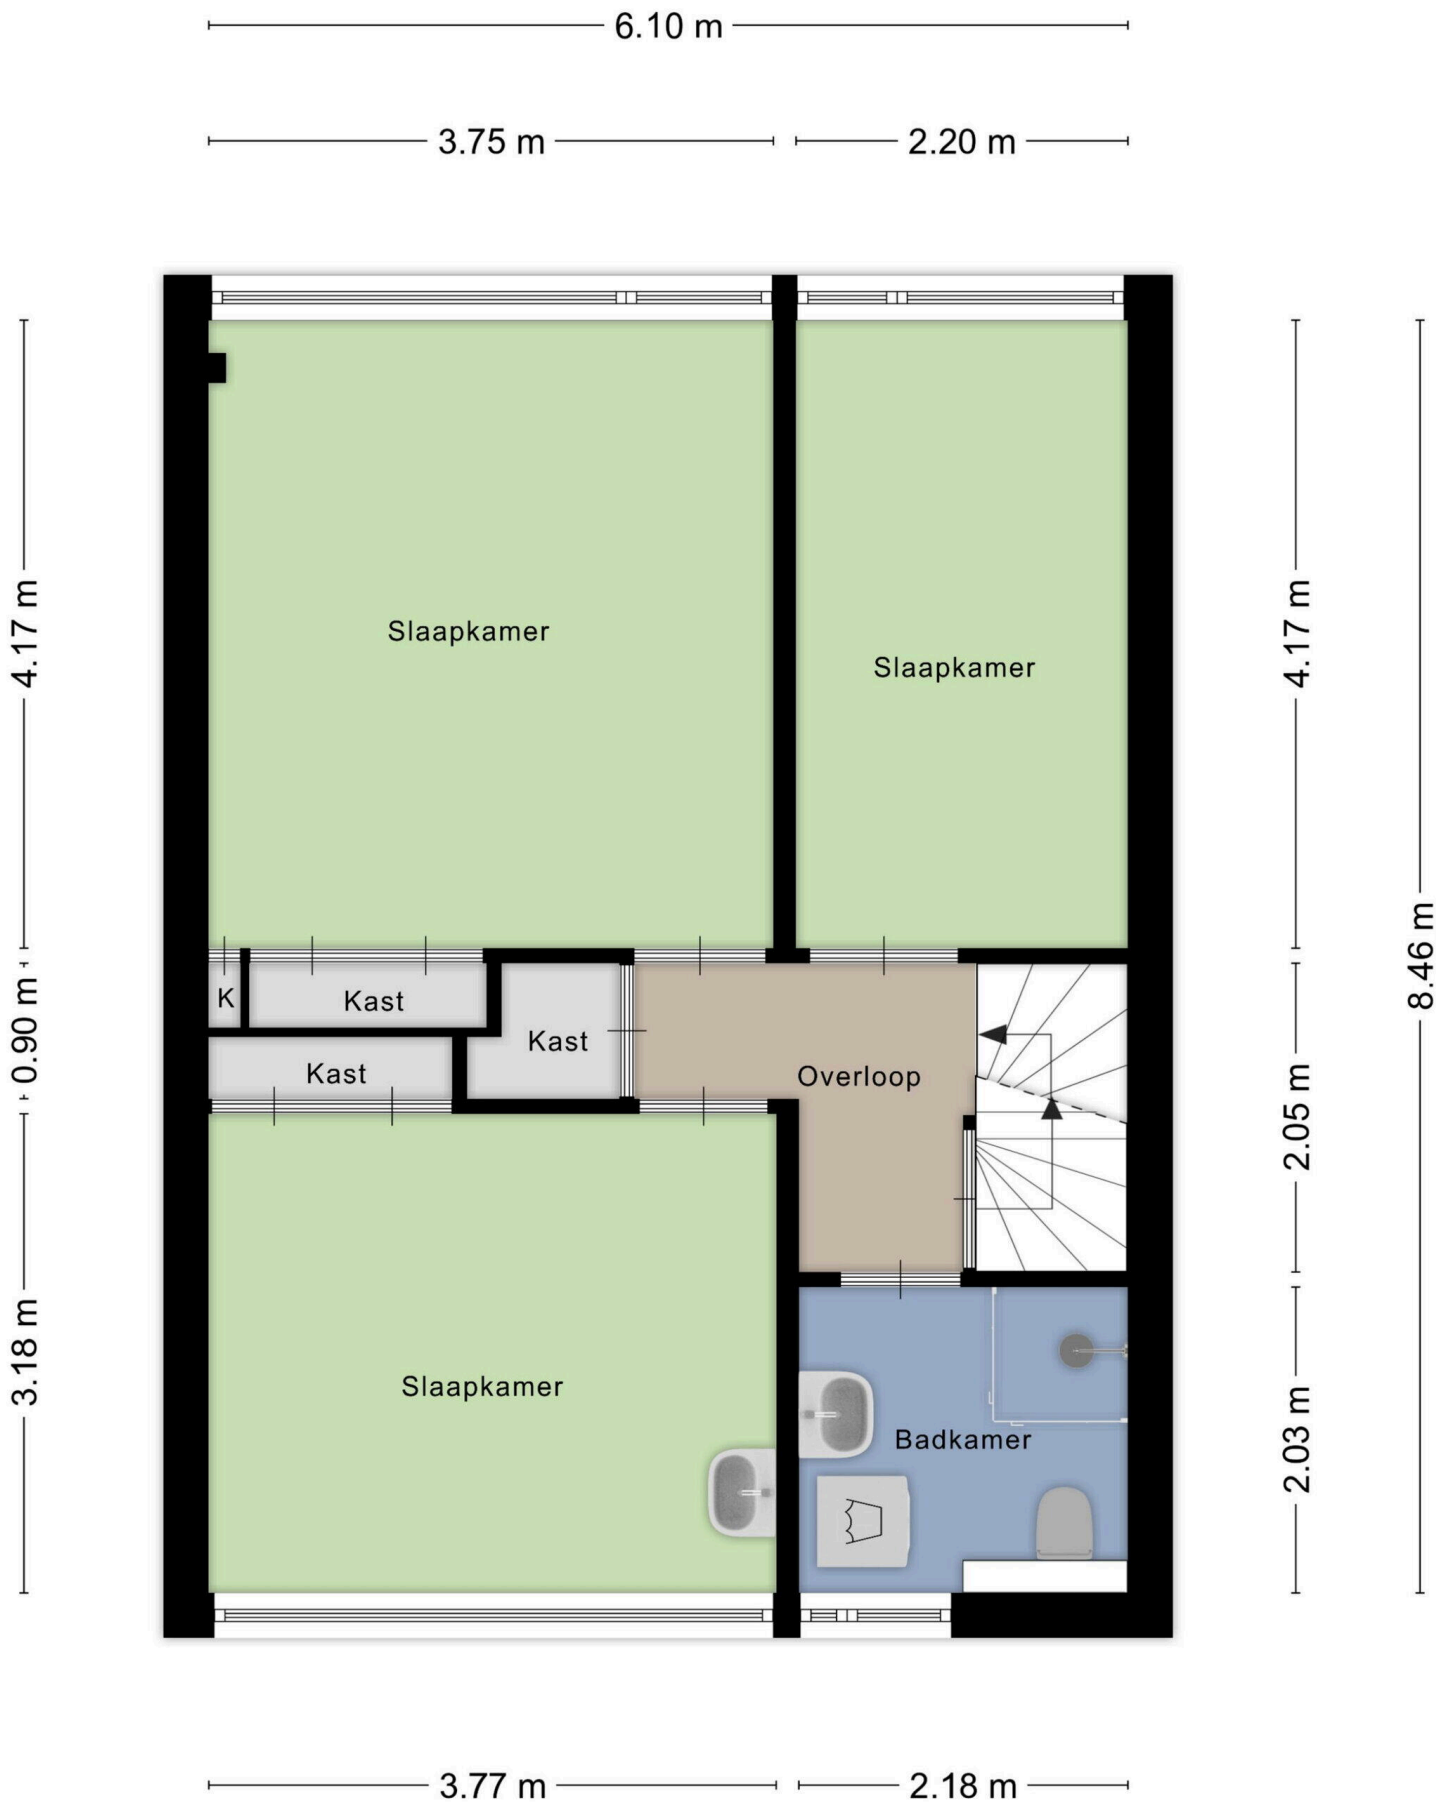 6.10 m
3.75 m
2.20 m
4.17 m
4.17 m
Slaapkamer
Slaapkamer
8.46 m
K
Kast
Kast
Kast
0.90 m
Overloop
2.05 m
3.18 m
Slaapkamer
Badkamer
2.03 m
3.77 m
2.18 m